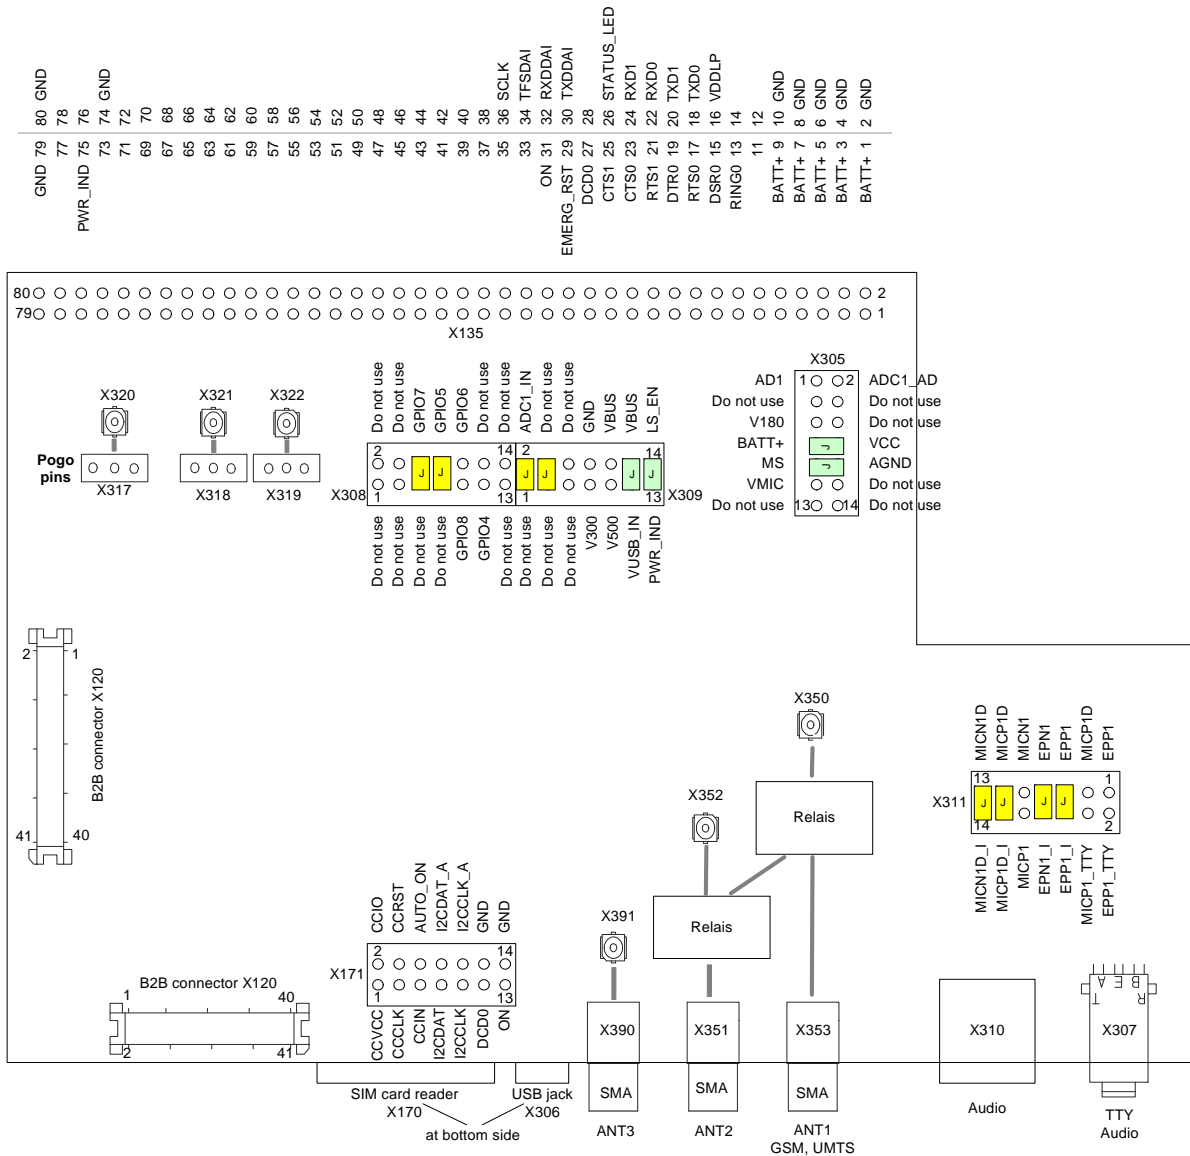 80 GND
78
76
74 GND
72
70
68
66
64
62
60
58
56
54
52
50
48
46
44
42
40
38
36 SCLK
34 TFSDAI
32 RXDDAI
30 TXDDAI
28
26 STATUS_LED
24 RXD1
22 RXD0
20 TXD1
18 TXD0
16 VDDLP
14
12
10 GND
8 GND
6 GND
4 GND
2 GND
GND 79
77
PWR_IND 75
73
71
69
67
65
63
61
59
57
55
53
51
49
47
45
43
41
39
37
35
33
ON 31
EMERG_RST 29
DCD0 27
CTS1 25
CTS0 23
RTS1 21
DTR0 19
RTS0 17
DSR0 15
RING0 13
11
BATT+ 9
BATT+ 7
BATT+ 5
BATT+ 3
BATT+ 1
80
2
79
1
X135
X305
AD1
1
2
ADC1_AD
Do not use
Do not use
V180
Do not use
BATT+
J
VCC
MS
J
AGND
VMIC
Do not use
Do not use
13
14
Do not use
X320
X321
X322
Pogo
pins
X317
X318
X319
Do not use
Do not use
GPIO7
GPIO5
GPIO6
Do not use
Do not use
ADC1_IN
Do not use
Do not use
GND
VBUS
VBUS
LS_EN
2
14
2
14
J
J
J
J
J
J
X308
1
13
1
13
X309
Do not use
Do not use
Do not use
Do not use
GPIO8
GPIO4
Do not use
Do not use
Do not use
Do not use
V300
V500
VUSB_IN
PWR_IND
2
1
B2B connector X120
41
40
X350
Relais
X352
Relais
X391
MICN1D
MICP1D
MICN1
EPN1
EPP1
MICP1D
EPP1
13
1
X311
J
J
J
J
14
2
MICN1D_I
MICP1D_I
MICP1
EPN1_I
EPP1_I
MICP1_TTY
EPP1_TTY
CCIO
CCRST
AUTO_ON
I2CDAT_A
I2CCLK_A
GND
GND
2
14
X171
1
13
CCVCC
CCCLK
CCIN
I2CDAT
I2CCLK
DCD0
ON
B2B connector X120
1
40
2
41
X390
X351
X353
X310
T
A
E
B
R
X307
SIM card reader
X170
USB jack
X306
at bottom side
SMA
SMA
SMA
ANT3
ANT2
ANT1
GSM, UMTS
Audio
TTY
Audio